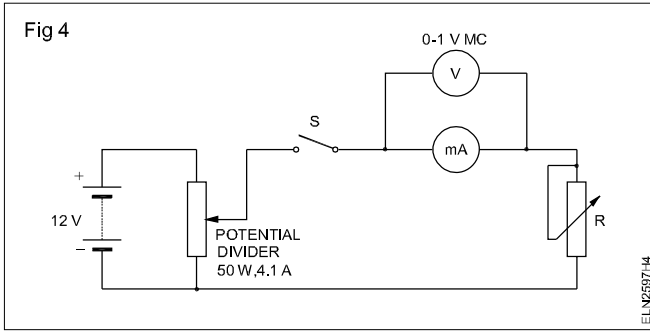 Fig 4
0-1 V MC
V
S
mA
+
12 V
−
POTENTIAL
DIVIDER
50 W,4.1 A
R
ELN2597H4